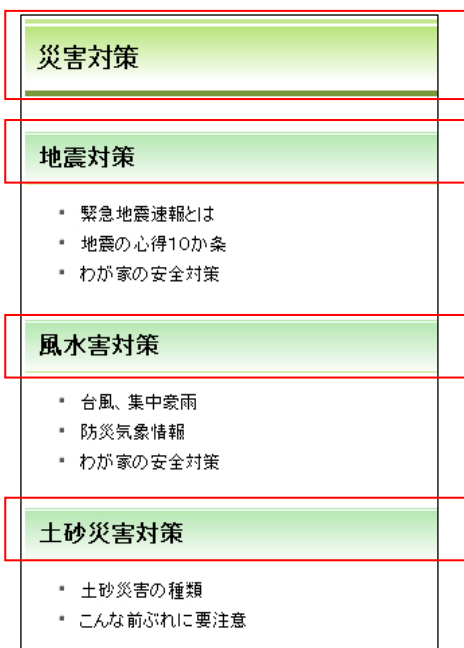 災害対策
地震対策
緊急地震速報とは
地震の心得10か条
わが家の安全対策
風水害対策
台風、集中豪雨
防災気象情報
わが家の安全対策
土砂災害対策
土砂災害の種類
こんな前ぶれに要注意